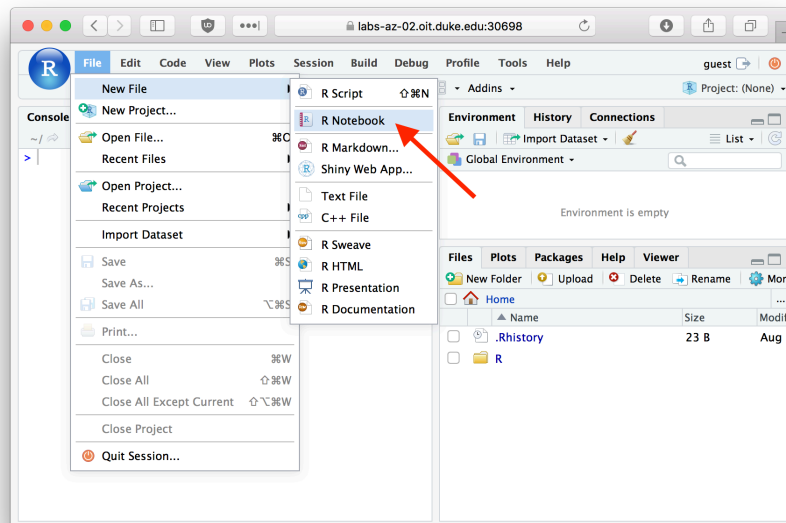 labs-az-02.oit.duke.edu:30698
R File Edit Code View Plots Session Build Debug Profile Tools Help guest
Addins Project: (None)
New File
New Project...
Open File... ⌘O
Recent Files
Open Project...
Recent Projects
Import Dataset
Save ⌘S
Save As...
Save All ⌥⌘S
Print...
Close ⌘W
Close All ⇧⌘W
Close All Except Current ⇧⌥⌘W
Close Project
Quit Session...
R Script ⇧⌘N
R Notebook
R Markdown...
Shiny Web App...
Text File
C++ File
R Sweave
R HTML
R Presentation
R Documentation
Console
~/
>
Environment History Connections
Import Dataset List
Global Environment
Environment is empty
Files Plots Packages Help Viewer
New Folder Upload Delete Rename Mor
Home ...
Name Size Modif
.Rhistory 23 B Aug
R